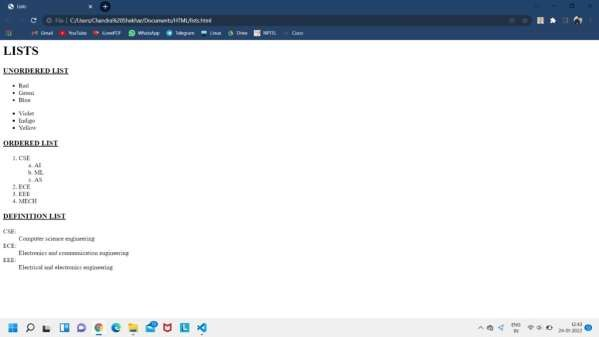 Lists
File | C:/Users/Chandra%20Shekhar/Documents/HTML/lists.html
Gmail YouTube iLovePDF WhatsApp Telegram Linux Drive NPTEL Cisco
LISTS
UNORDERED LIST
Red
Green
Blue
Violet
Indigo
Yellow
ORDERED LIST
1. CSE
a. AI
b. ML
c. AS
2. ECE
3. EEE
4. MECH
DEFINITION LIST
CSE:
Computer science engineering
ECE:
Electronics and communication engineering
EEE:
Electrical and electronics engineering
ENG
IN
12:42
24-01-2023